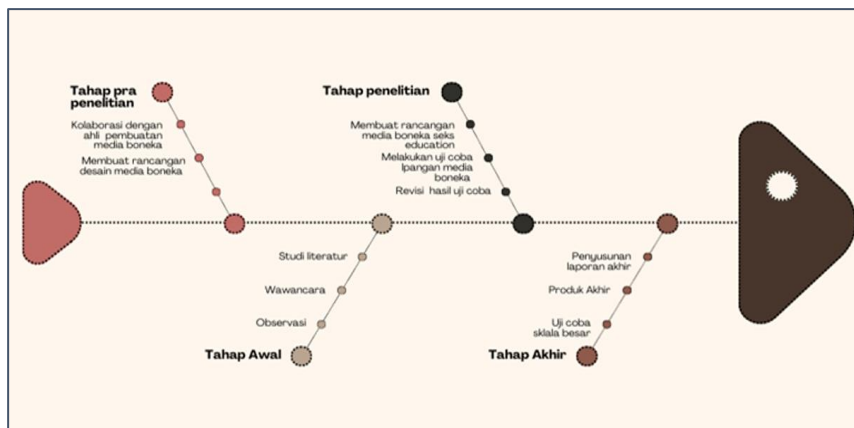 Tahap pra
penelitian
Kolaborasi dengan
ahli pembuatan
media boneka
Membuat rancangan
desain media boneka
Tahap penelitian
Membuat rancangan
media boneka seks
education
Melakukan uji coba
lpangan media
boneka
Revisi hasil uji coba
Studi literatur
Wawancara
Observasi
Tahap Awal
Penyusunan
laporan akhir
Produk Akhir
Uji coba
sklala besar
Tahap Akhir